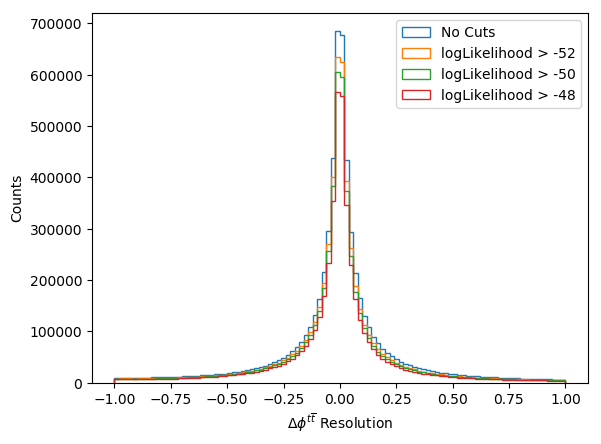 700000
600000
500000
400000
300000
200000
100000
0
Counts
No Cuts
logLikelihood > -52
logLikelihood > -50
logLikelihood > -48
−1.00 −0.75 −0.50 −0.25 0.00 0.25 0.50 0.75 1.00
Δϕ^{tt̅} Resolution